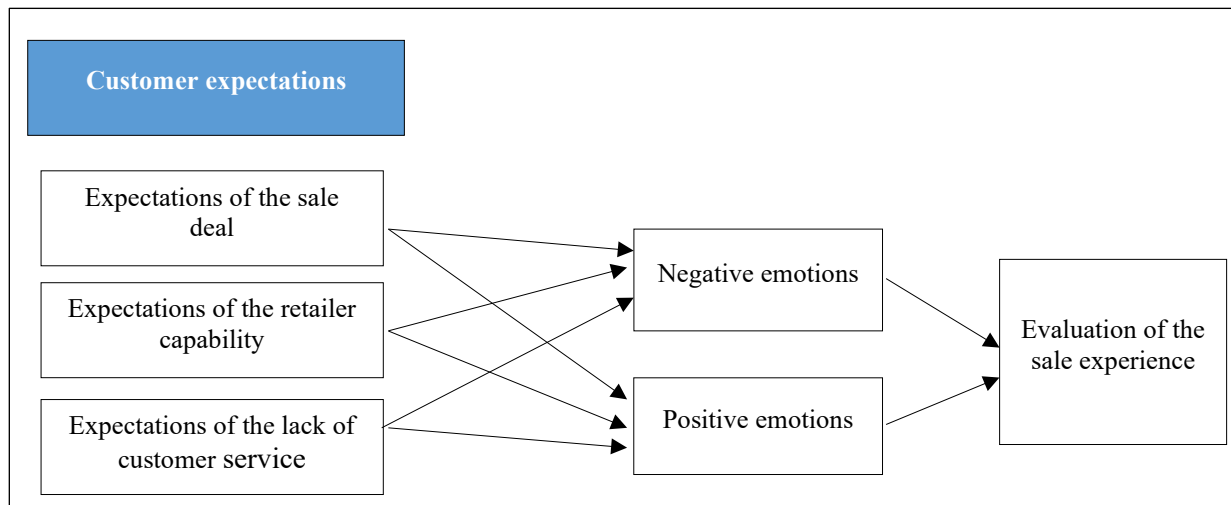 Customer expectations
Expectations of the sale
deal
Expectations of the retailer
capability
Expectations of the lack of
customer service
Negative emotions
Positive emotions
Evaluation of the
sale experience